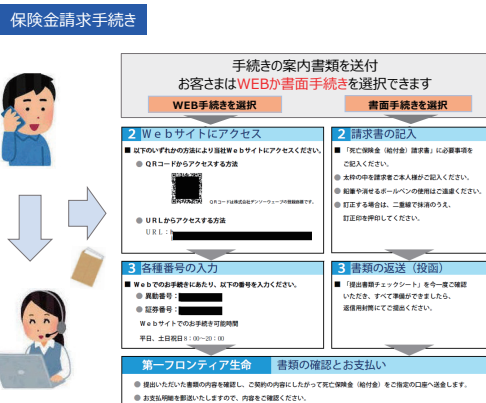 保険金請求手続き
手続きの案内書類を送付
お客さまはWEBか書面手続きを選択できます
WEB手続きを選択
書面手続きを選択
2 Ｗｅｂサイトにアクセス
■ 以下のいずれかの方法により当社Ｗｅｂサイトにアクセスください。
● ＱＲコードからアクセスする方法
ＱＲコードは株式会社デンソーウェーブの登録商標です。
● ＵＲＬからアクセスする方法
ＵＲＬ：h
2 請求書の記入
■ 「死亡保険金（給付金）請求書」に必要事項を
ご記入ください。
● 太枠の中を請求者ご本人様がご記入ください。
● 鉛筆や消せるボールペンの使用はご遠慮ください。
● 訂正する場合は、二重線で抹消のうえ、
訂正印を押印してください。
3 各種番号の入力
■ Ｗｅｂでのお手続きにあたり、以下の番号を入力ください。
● 異動番号：
● 証券番号：
Ｗｅｂサイトでのお手続き可能時間
平日、土日祝日８：００～２０：００
3 書類の返送（投函）
■ 「提出書類チェックシート」を今一度ご確認
いただき、すべて準備ができましたら、
返信用封筒にてご提出ください。
第一フロンティア生命 書類の確認とお支払い
● 提出いただいた書類の内容を確認し、ご契約の内容にしたがって死亡保険金（給付金）をご指定の口座へ送金します。
● お支払明細を郵送いたしますので、内容をご確認ください。